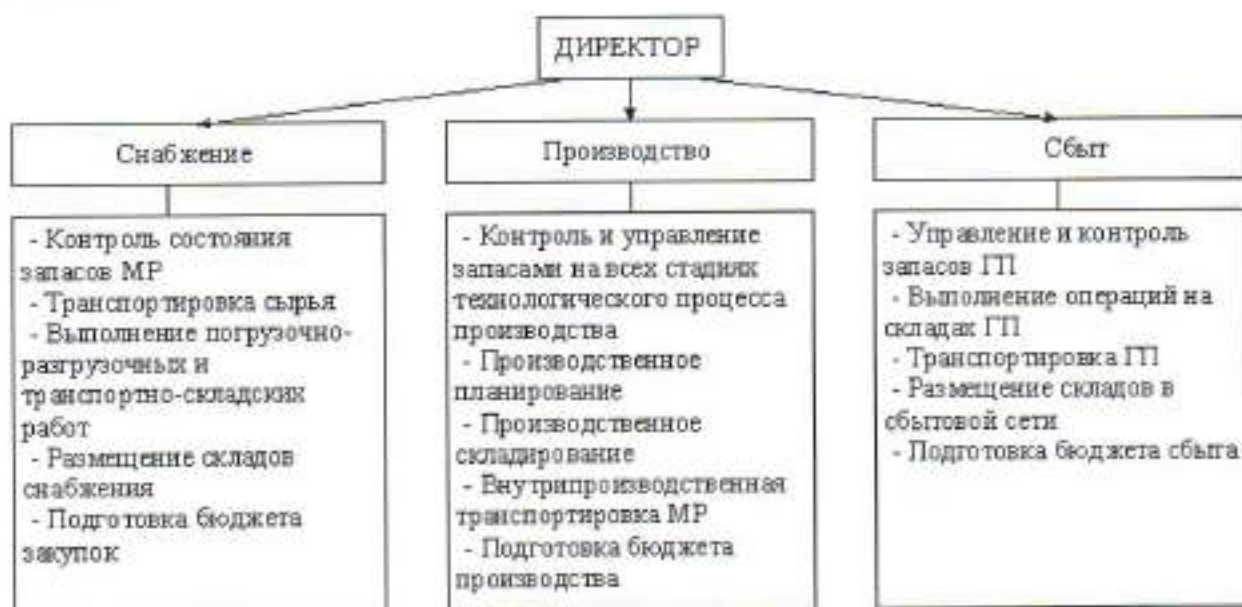 ДИРЕКТОР
Снабжение
- Контроль состояния
запасов МР
- Транспортировка сырья
- Выполнение погрузочно-
разгрузочных и
транспортно-складских
работ
- Размещение складов
снабжения
- Подготовка бюджета
закупок
Производство
- Контроль и управление
запасами на всех стадиях
технологического процесса
производства
- Производственное
планирование
- Производственное
складирование
- Внутрипроизводственная
транспортировка МР
- Подготовка бюджета
производства
Сбыт
- Управление и контроль
запасов ГП
- Выполнение операций на
складах ГП
- Транспортировка ГП
- Размещение складов в
сбытовой сети
- Подготовка бюджета сбыта